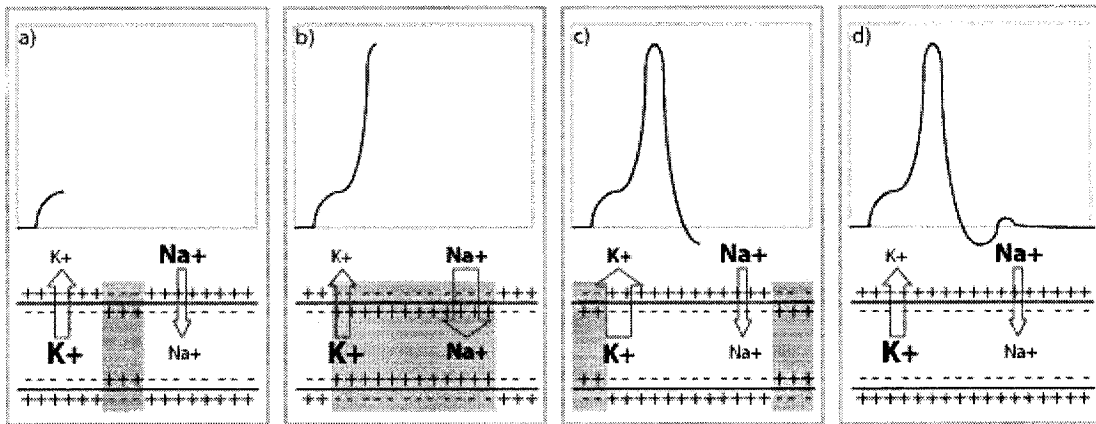 a)
K+ Na+
K+ Na+
b)
K+ Na+
K+ Na+
c)
K+ Na+
K+ Na+
d)
K+ Na+
K+ Na+